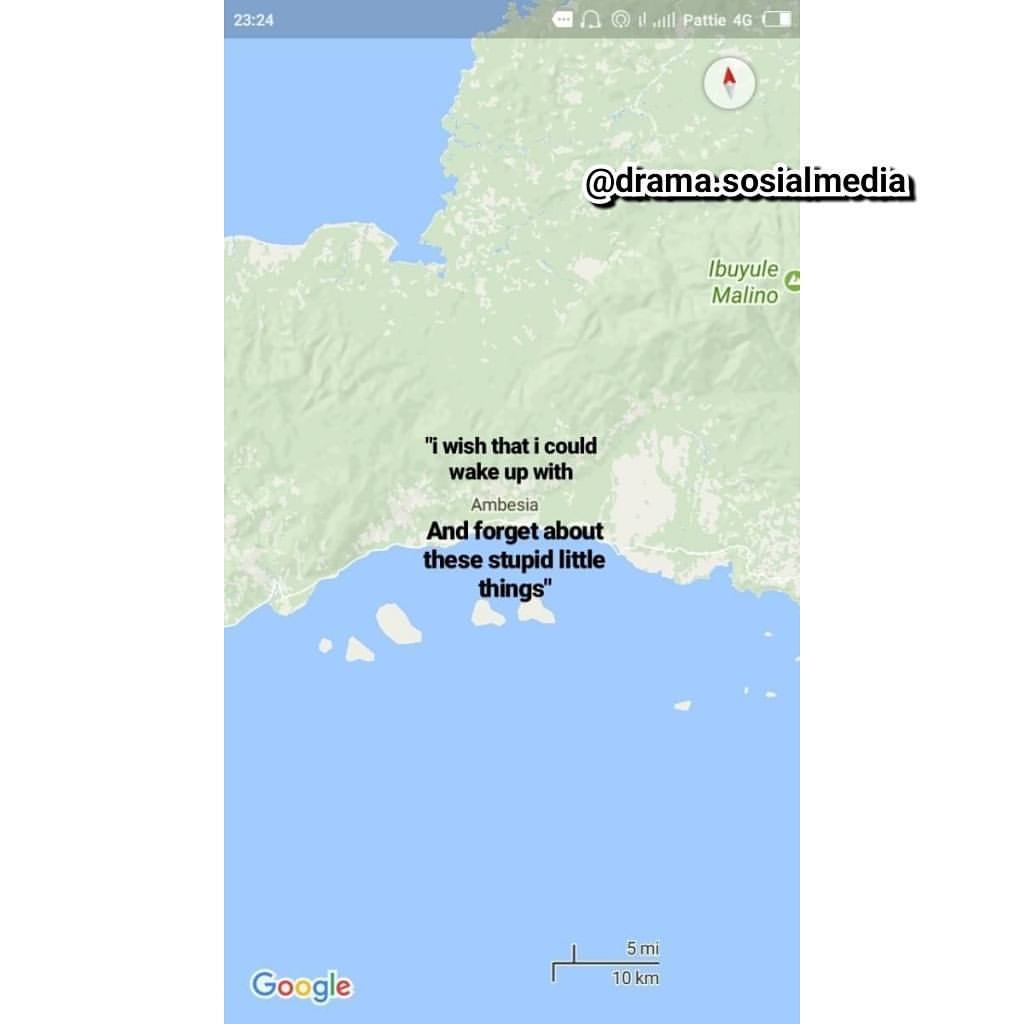 23:24
Pattie 4G
@drama.sosialmedia
Ibuyule
Malino
"i wish that i could
wake up with
Ambesia
And forget about
these stupid little
things"
5 mi
10 km
Google